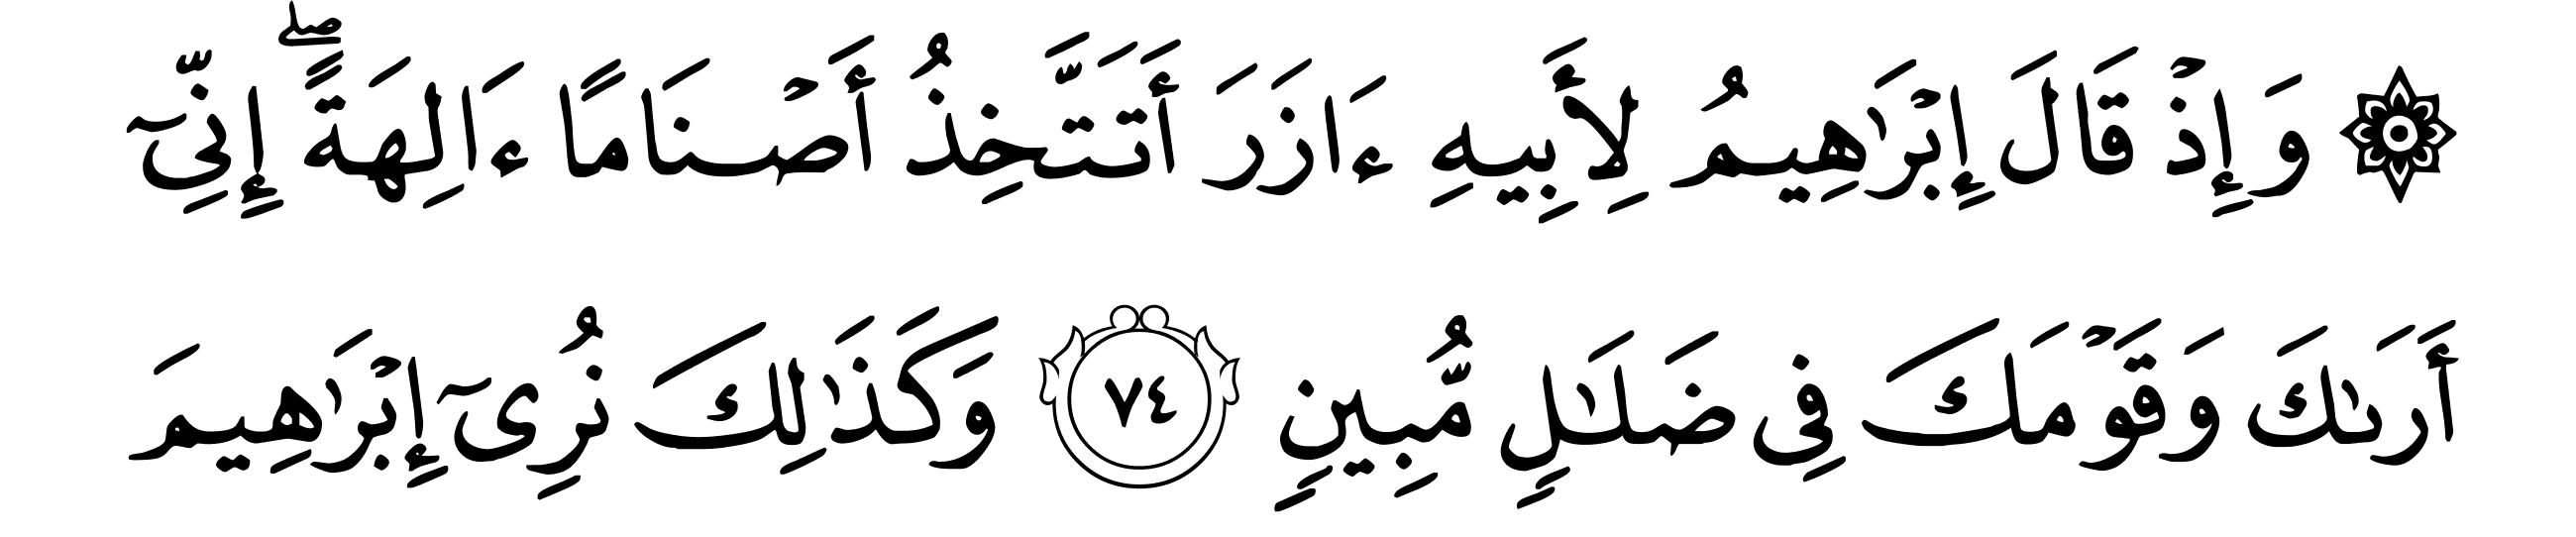 ۞ وَإِذۡ قَالَ إِبۡرَٰهِيمُ لِأَبِيهِ ءَازَرَ أَتَتَّخِذُ أَصۡنَامًا ءَالِهَةً ۖ إِنِّيٓ
أَرَىٰكَ وَقَوۡمَكَ فِي ضَلَٰلٖ مُّبِينٖ ٧٤ وَكَذَٰلِكَ نُرِيٓ إِبۡرَٰهِيمَ